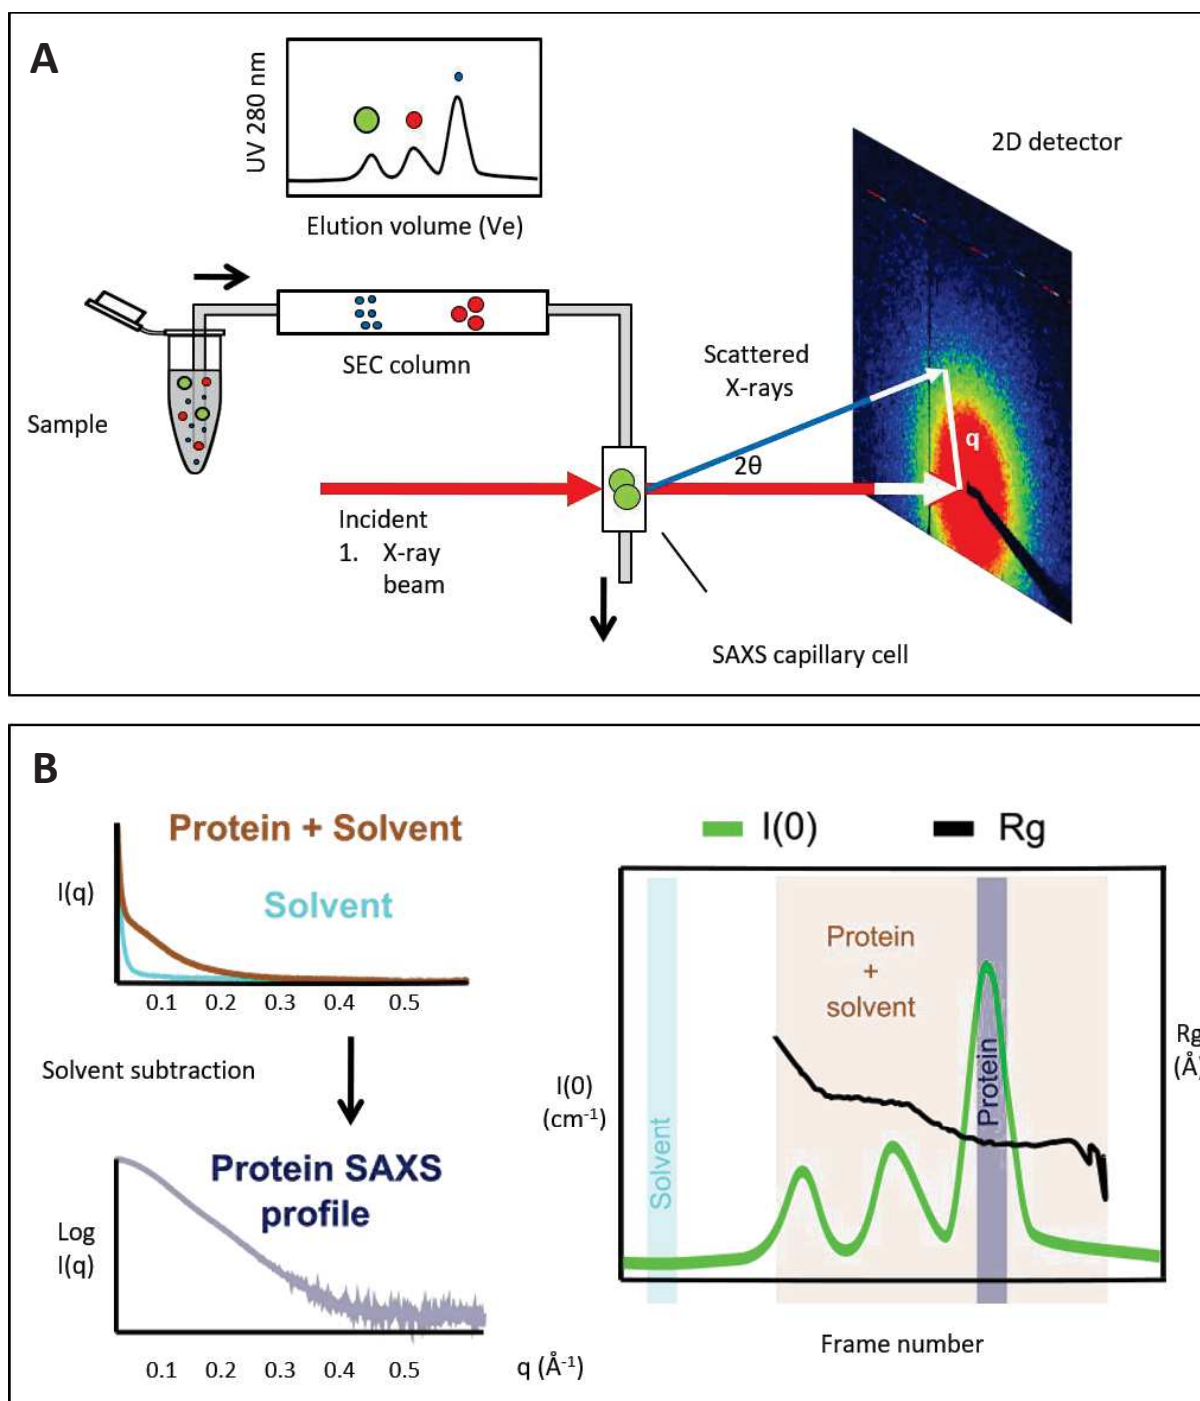 A
UV 280 nm
Elution volume (Ve)
2D detector
SEC column
Sample
Scattered
X-rays
q
2θ
Incident
1. X-ray
beam
SAXS capillary cell
B
Protein + Solvent
I(q)
Solvent
0.1 0.2 0.3 0.4 0.5
Solvent subtraction
Protein SAXS
profile
Log
I(q)
0.1 0.2 0.3 0.4 0.5 q (Å⁻¹)
I(0) Rg
Protein
+
solvent
Solvent
Protein
I(0)
(cm⁻¹)
Rg
(Å)
Frame number